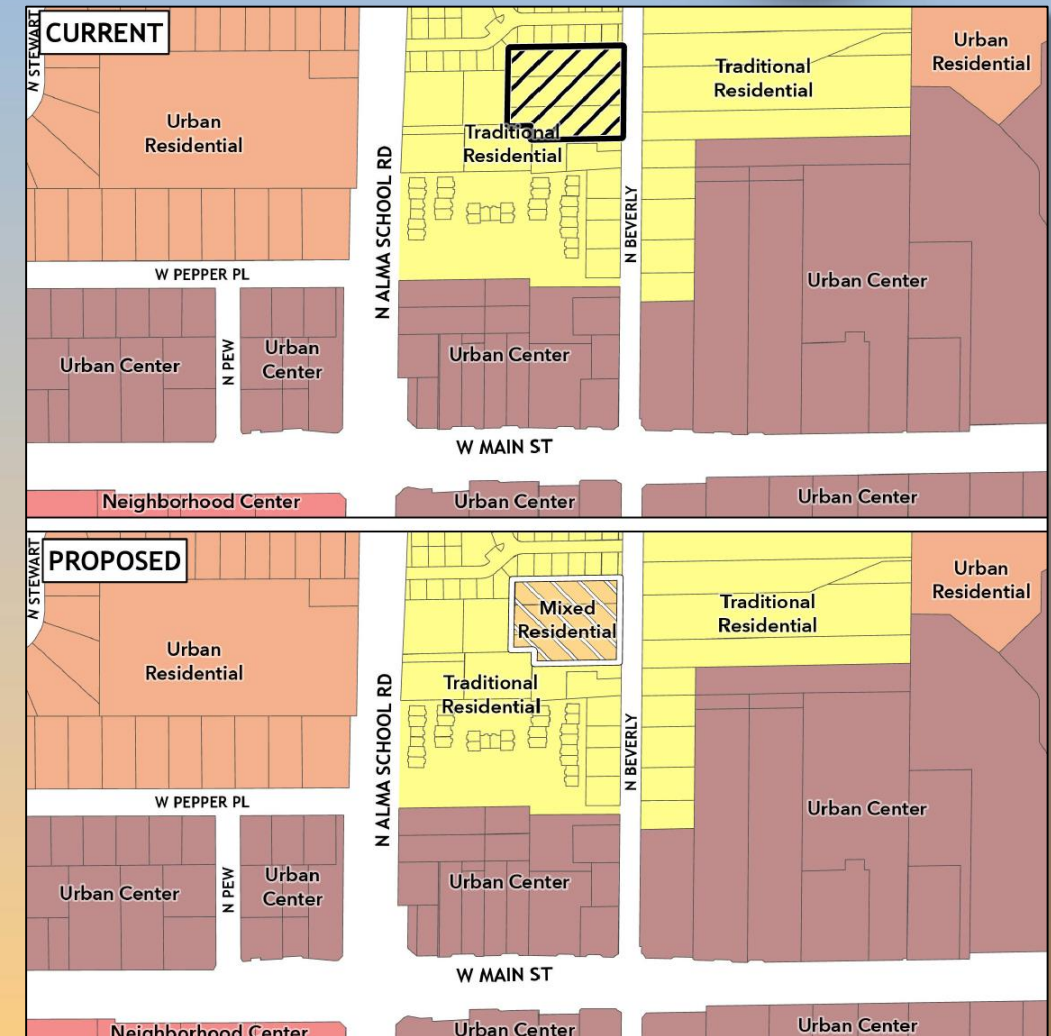 CURRENT
N STEWART
Urban
Residential
Traditional
Residential
Urban
Residential
Traditional
Residential
N ALMA SCHOOL RD
N BEVERLY
W PEPPER PL
Urban Center
Urban Center
N PEW
Urban
Center
Urban Center
W MAIN ST
Neighborhood Center
Urban Center
Urban Center
PROPOSED
N STEWART
Urban
Residential
Mixed
Residential
Traditional
Residential
Urban
Residential
Traditional
Residential
N ALMA SCHOOL RD
N BEVERLY
W PEPPER PL
Urban Center
Urban Center
N PEW
Urban
Center
Urban Center
W MAIN ST
Neighborhood Center
Urban Center
Urban Center